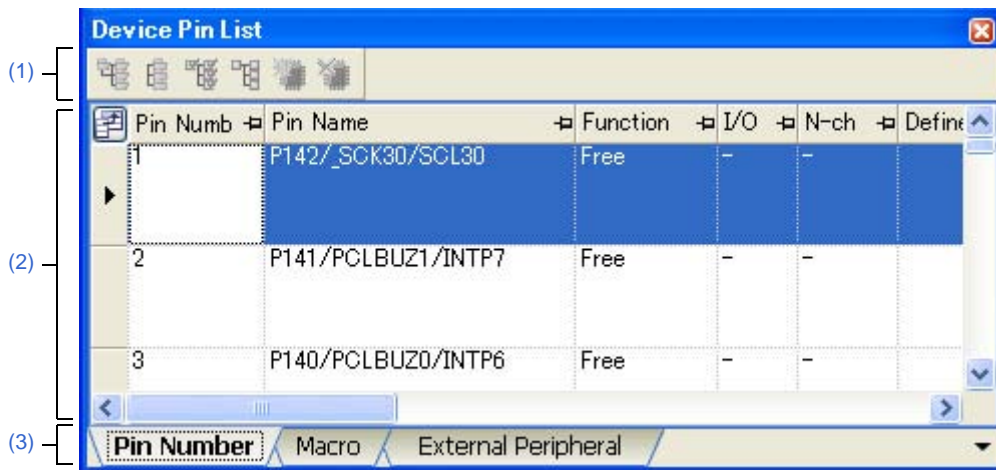 Device Pin List
(1)
Pin Numb Pin Name Function I/O N-ch Define
1 P142/_SCK30/SCL30 Free - -
(2)
2 P141/PCLBUZ1/INTP7 Free - -
3 P140/PCLBUZ0/INTP6 Free - -
(3)
Pin Number Macro External Peripheral